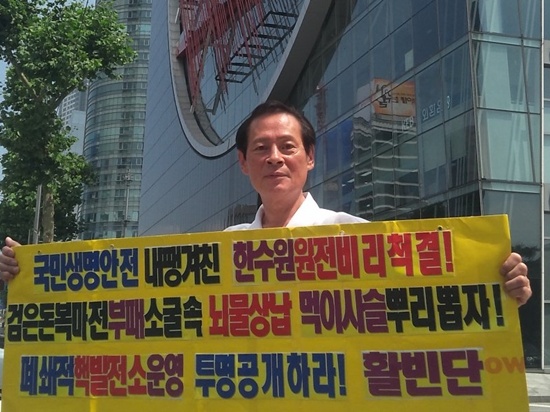 국민생명안전 내팽겨친 한수원원전비리척결!
검은돈복마전부패소굴속 뇌물상납 먹이사슬뿌리뽑자!
폐쇄적핵발전소운영 투명공개하라! 활빈단